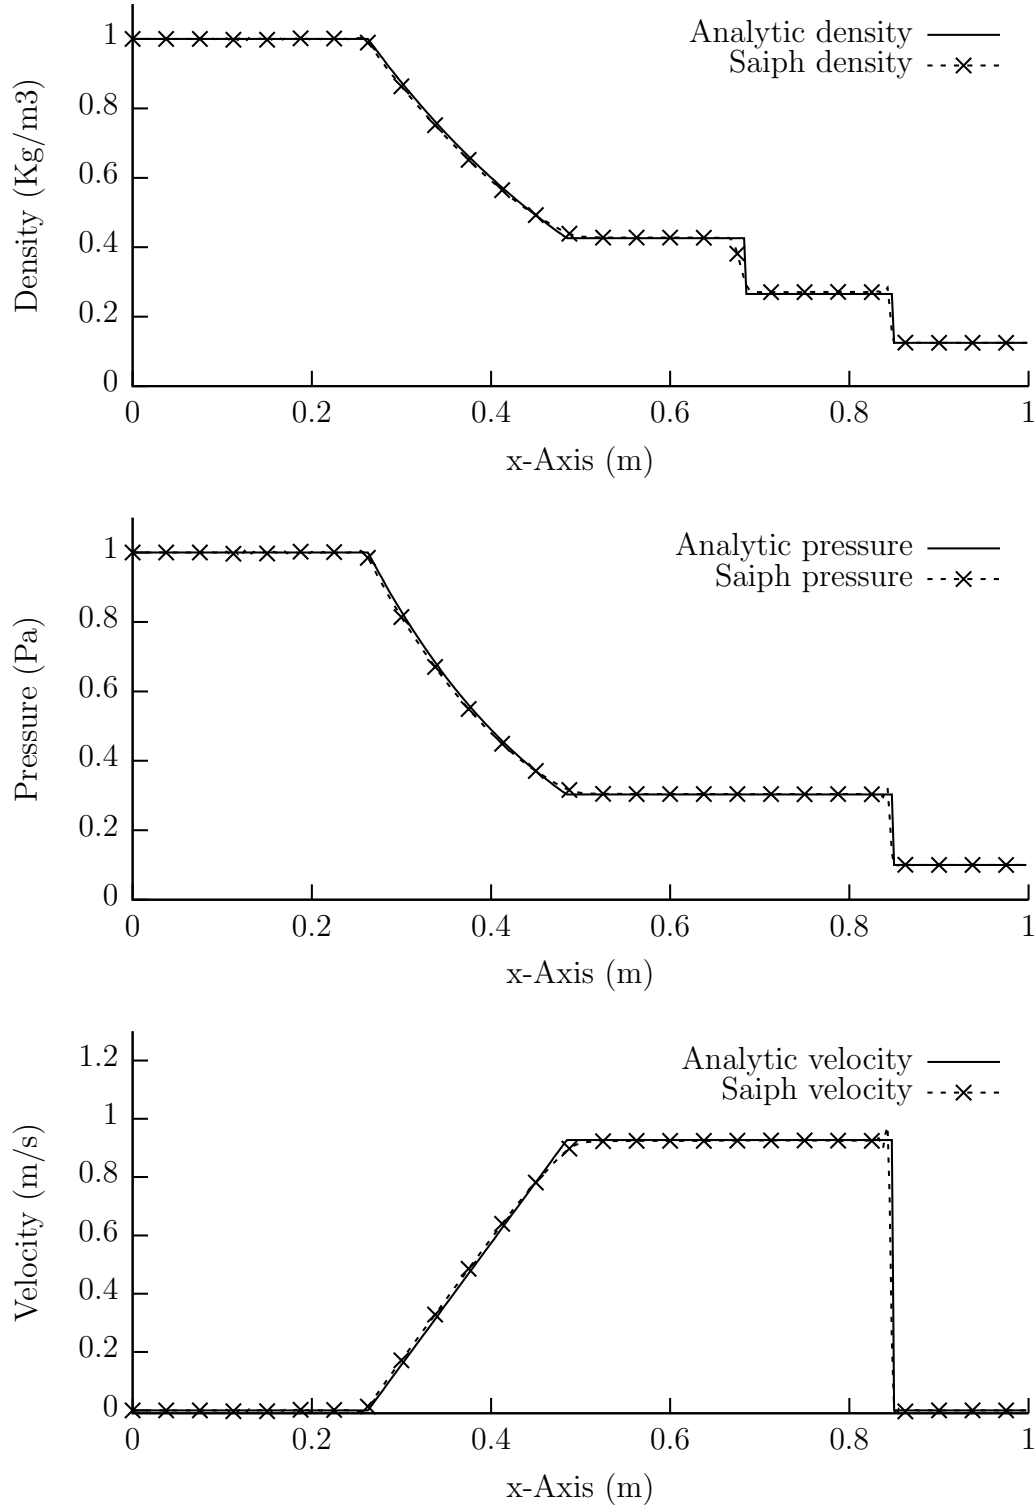 Analytic density
Saiph density
Density (Kg/m3)
1
0.8
0.6
0.4
0.2
0
0 0.2 0.4 0.6 0.8 1
x-Axis (m)
Analytic pressure
Saiph pressure
Pressure (Pa)
1
0.8
0.6
0.4
0.2
0
0 0.2 0.4 0.6 0.8 1
x-Axis (m)
Analytic velocity
Saiph velocity
Velocity (m/s)
1.2
1
0.8
0.6
0.4
0.2
0
0 0.2 0.4 0.6 0.8 1
x-Axis (m)